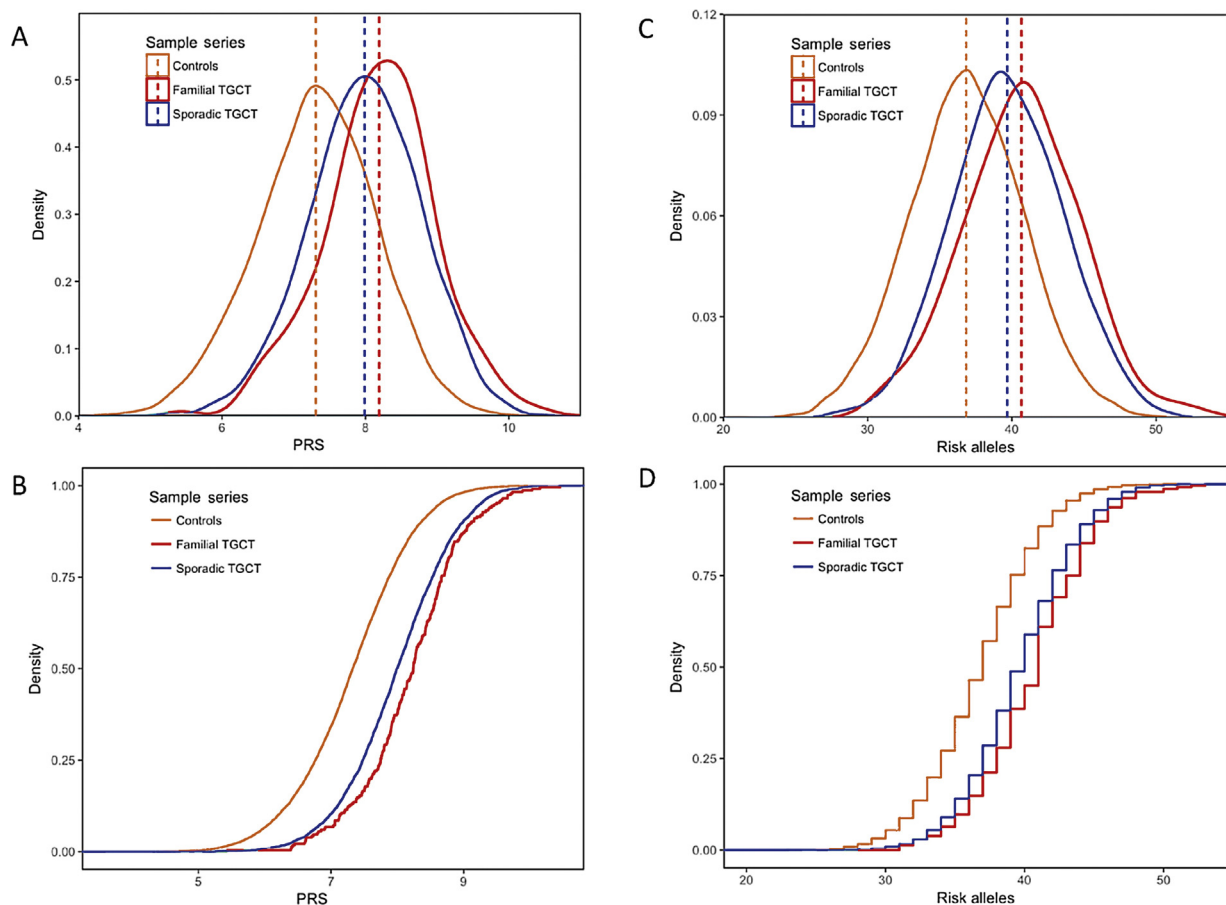 A
Sample series
Controls
Familial TGCT
Sporadic TGCT
0.5
0.4
0.3
0.2
0.1
0.0
Density
4
6
8
10
PRS
C
Sample series
Controls
Familial TGCT
Sporadic TGCT
0.12
0.09
0.06
0.03
0.00
Density
20
30
40
50
Risk alleles
B
Sample series
Controls
Familial TGCT
Sporadic TGCT
1.00
0.75
0.50
0.25
0.00
Density
5
7
9
PRS
D
Sample series
Controls
Familial TGCT
Sporadic TGCT
1.00
0.75
0.50
0.25
0.00
Density
20
30
40
50
Risk alleles